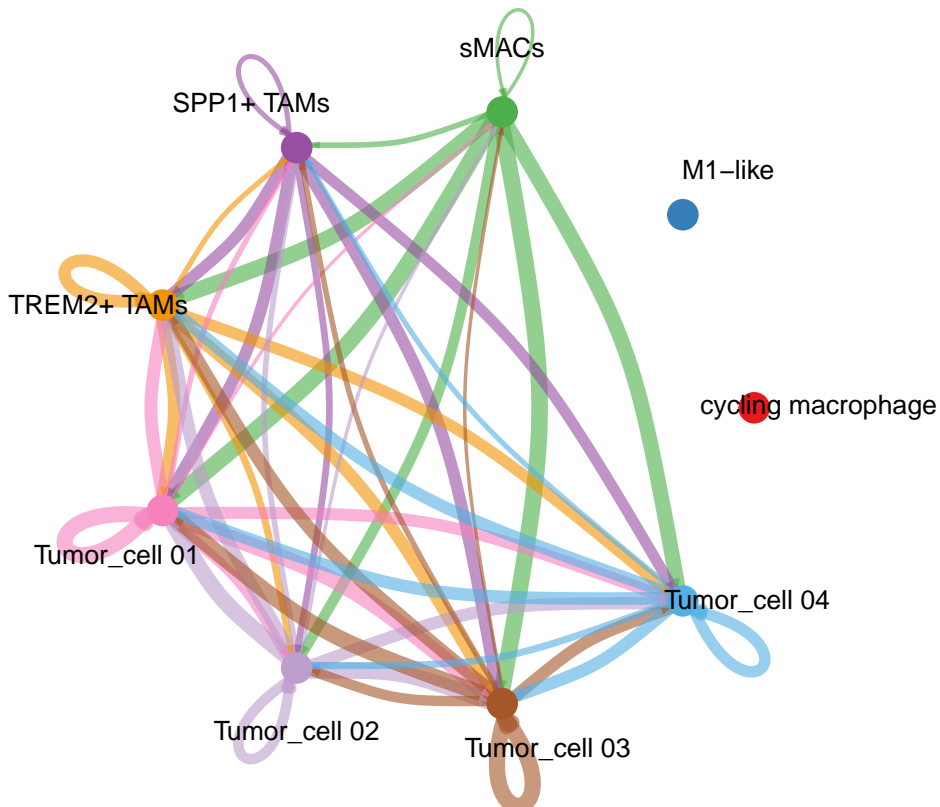 sMACs
SPP1+ TAMs
M1−like
TREM2+ TAMs
cycling macrophage
Tumor_cell 01
Tumor_cell 04
Tumor_cell 02
Tumor_cell 03